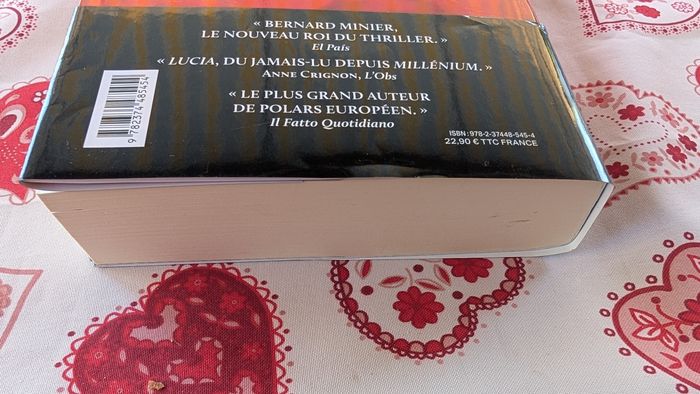 « BERNARD MINIER,
LE NOUVEAU ROI DU THRILLER. »
El País
« LUCIA, DU JAMAIS-LU DEPUIS MILLÉNIUM. »
ANNE CRIGNON, L'Obs
« LE PLUS GRAND AUTEUR
DE POLARS EUROPÉEN. »
Il Fatto Quotidiano
9 782374 485454
ISBN: 978-2-37448-545-4
22,90 € TTC FRANCE